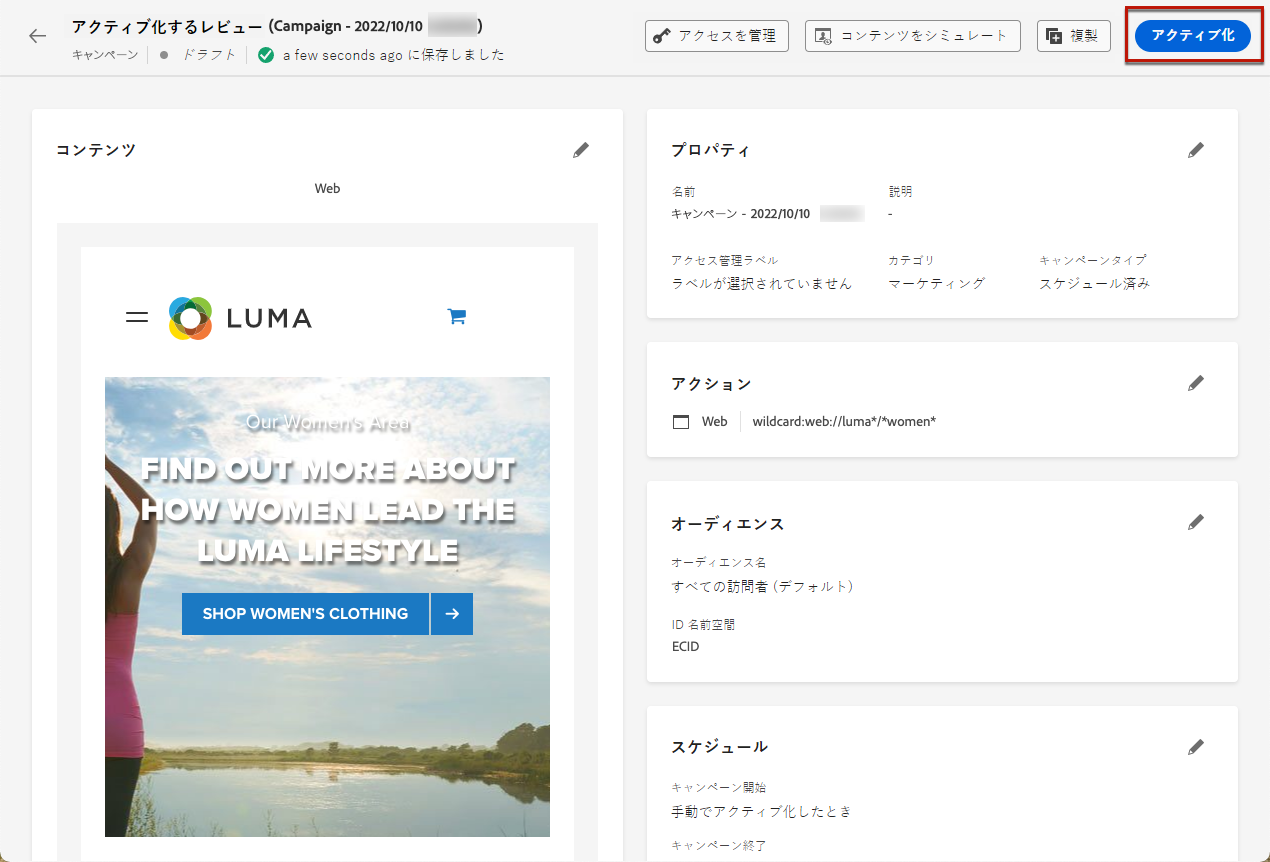 アクティブ化するレビュー (Campaign - 2022/10/10 )
キャンペーン ドラフト a few seconds ago に保存しました
アクセスを管理
コンテンツをシミュレート
複製
アクティブ化
コンテンツ
Web
LUMA
Our Women's Area
FIND OUT MORE ABOUT
HOW WOMEN LEAD THE
LUMA LIFESTYLE
SHOP WOMEN'S CLOTHING
プロパティ
名前 説明
キャンペーン - 2022/10/10 -
アクセス管理ラベル カテゴリ キャンペーンタイプ
ラベルが選択されていません マーケティング スケジュール済み
アクション
Web wildcard:web://luma*/*women*
オーディエンス
オーディエンス名
すべての訪問者 (デフォルト)
ID 名前空間
ECID
スケジュール
キャンペーン開始
手動でアクティブ化したとき
キャンペーン終了